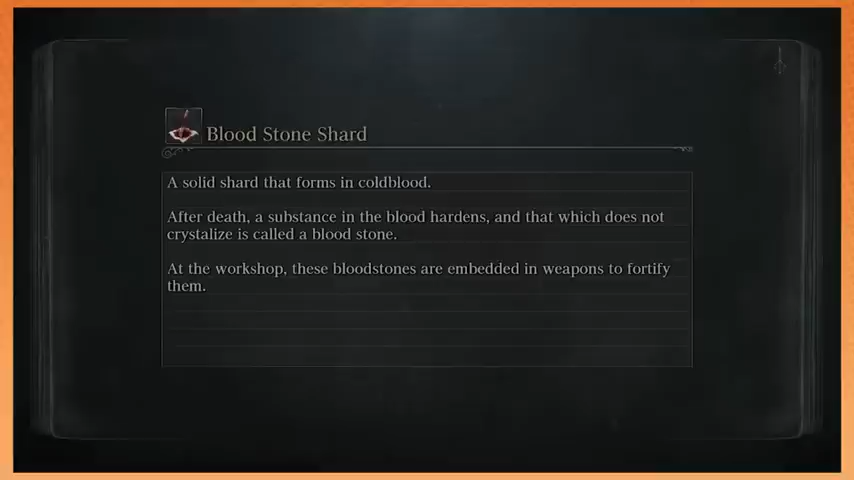 Blood Stone Shard
A solid shard that forms in coldblood.
After death, a substance in the blood hardens, and that which does not
crystalize is called a blood stone.
At the workshop, these bloodstones are embedded in weapons to fortify
them.